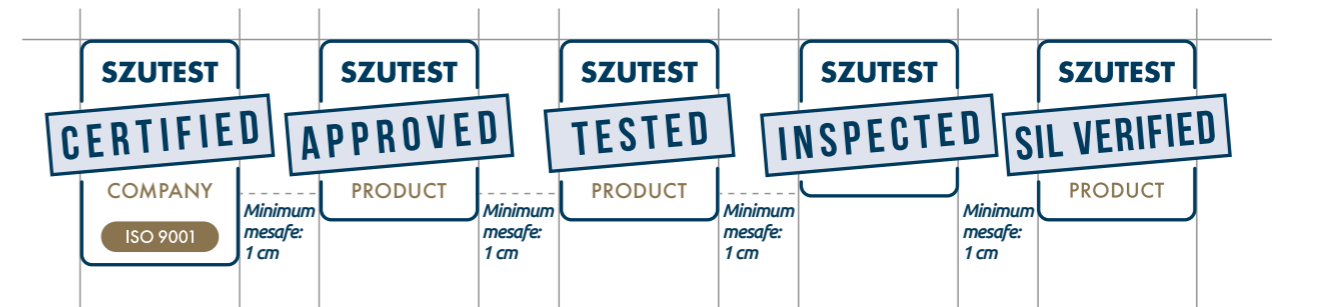 SZUTEST
CERTIFIED
COMPANY
ISO 9001
Minimum
mesafe:
1 cm
SZUTEST
APPROVED
PRODUCT
Minimum
mesafe:
1 cm
SZUTEST
TESTED
PRODUCT
Minimum
mesafe:
1 cm
SZUTEST
INSPECTED
Minimum
mesafe:
1 cm
SZUTEST
SIL VERIFIED
PRODUCT